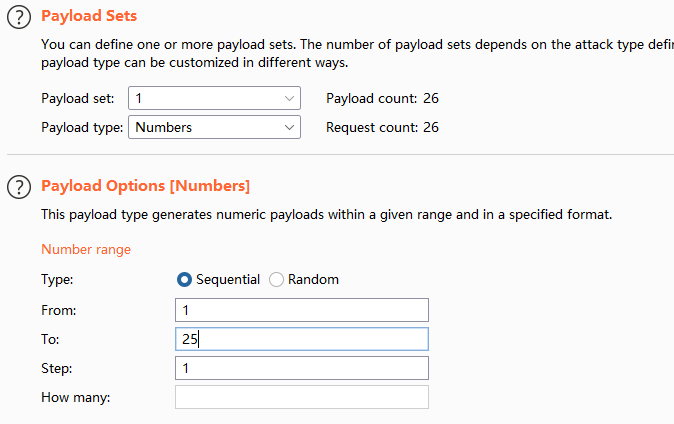 Payload Sets
You can define one or more payload sets. The number of payload sets depends on the attack type defi
payload type can be customized in different ways.
Payload set: 1 Payload count: 26
Payload type: Numbers Request count: 26
Payload Options [Numbers]
This payload type generates numeric payloads within a given range and in a specified format.
Number range
Type: Sequential Random
From: 1
To: 25
Step: 1
How many: